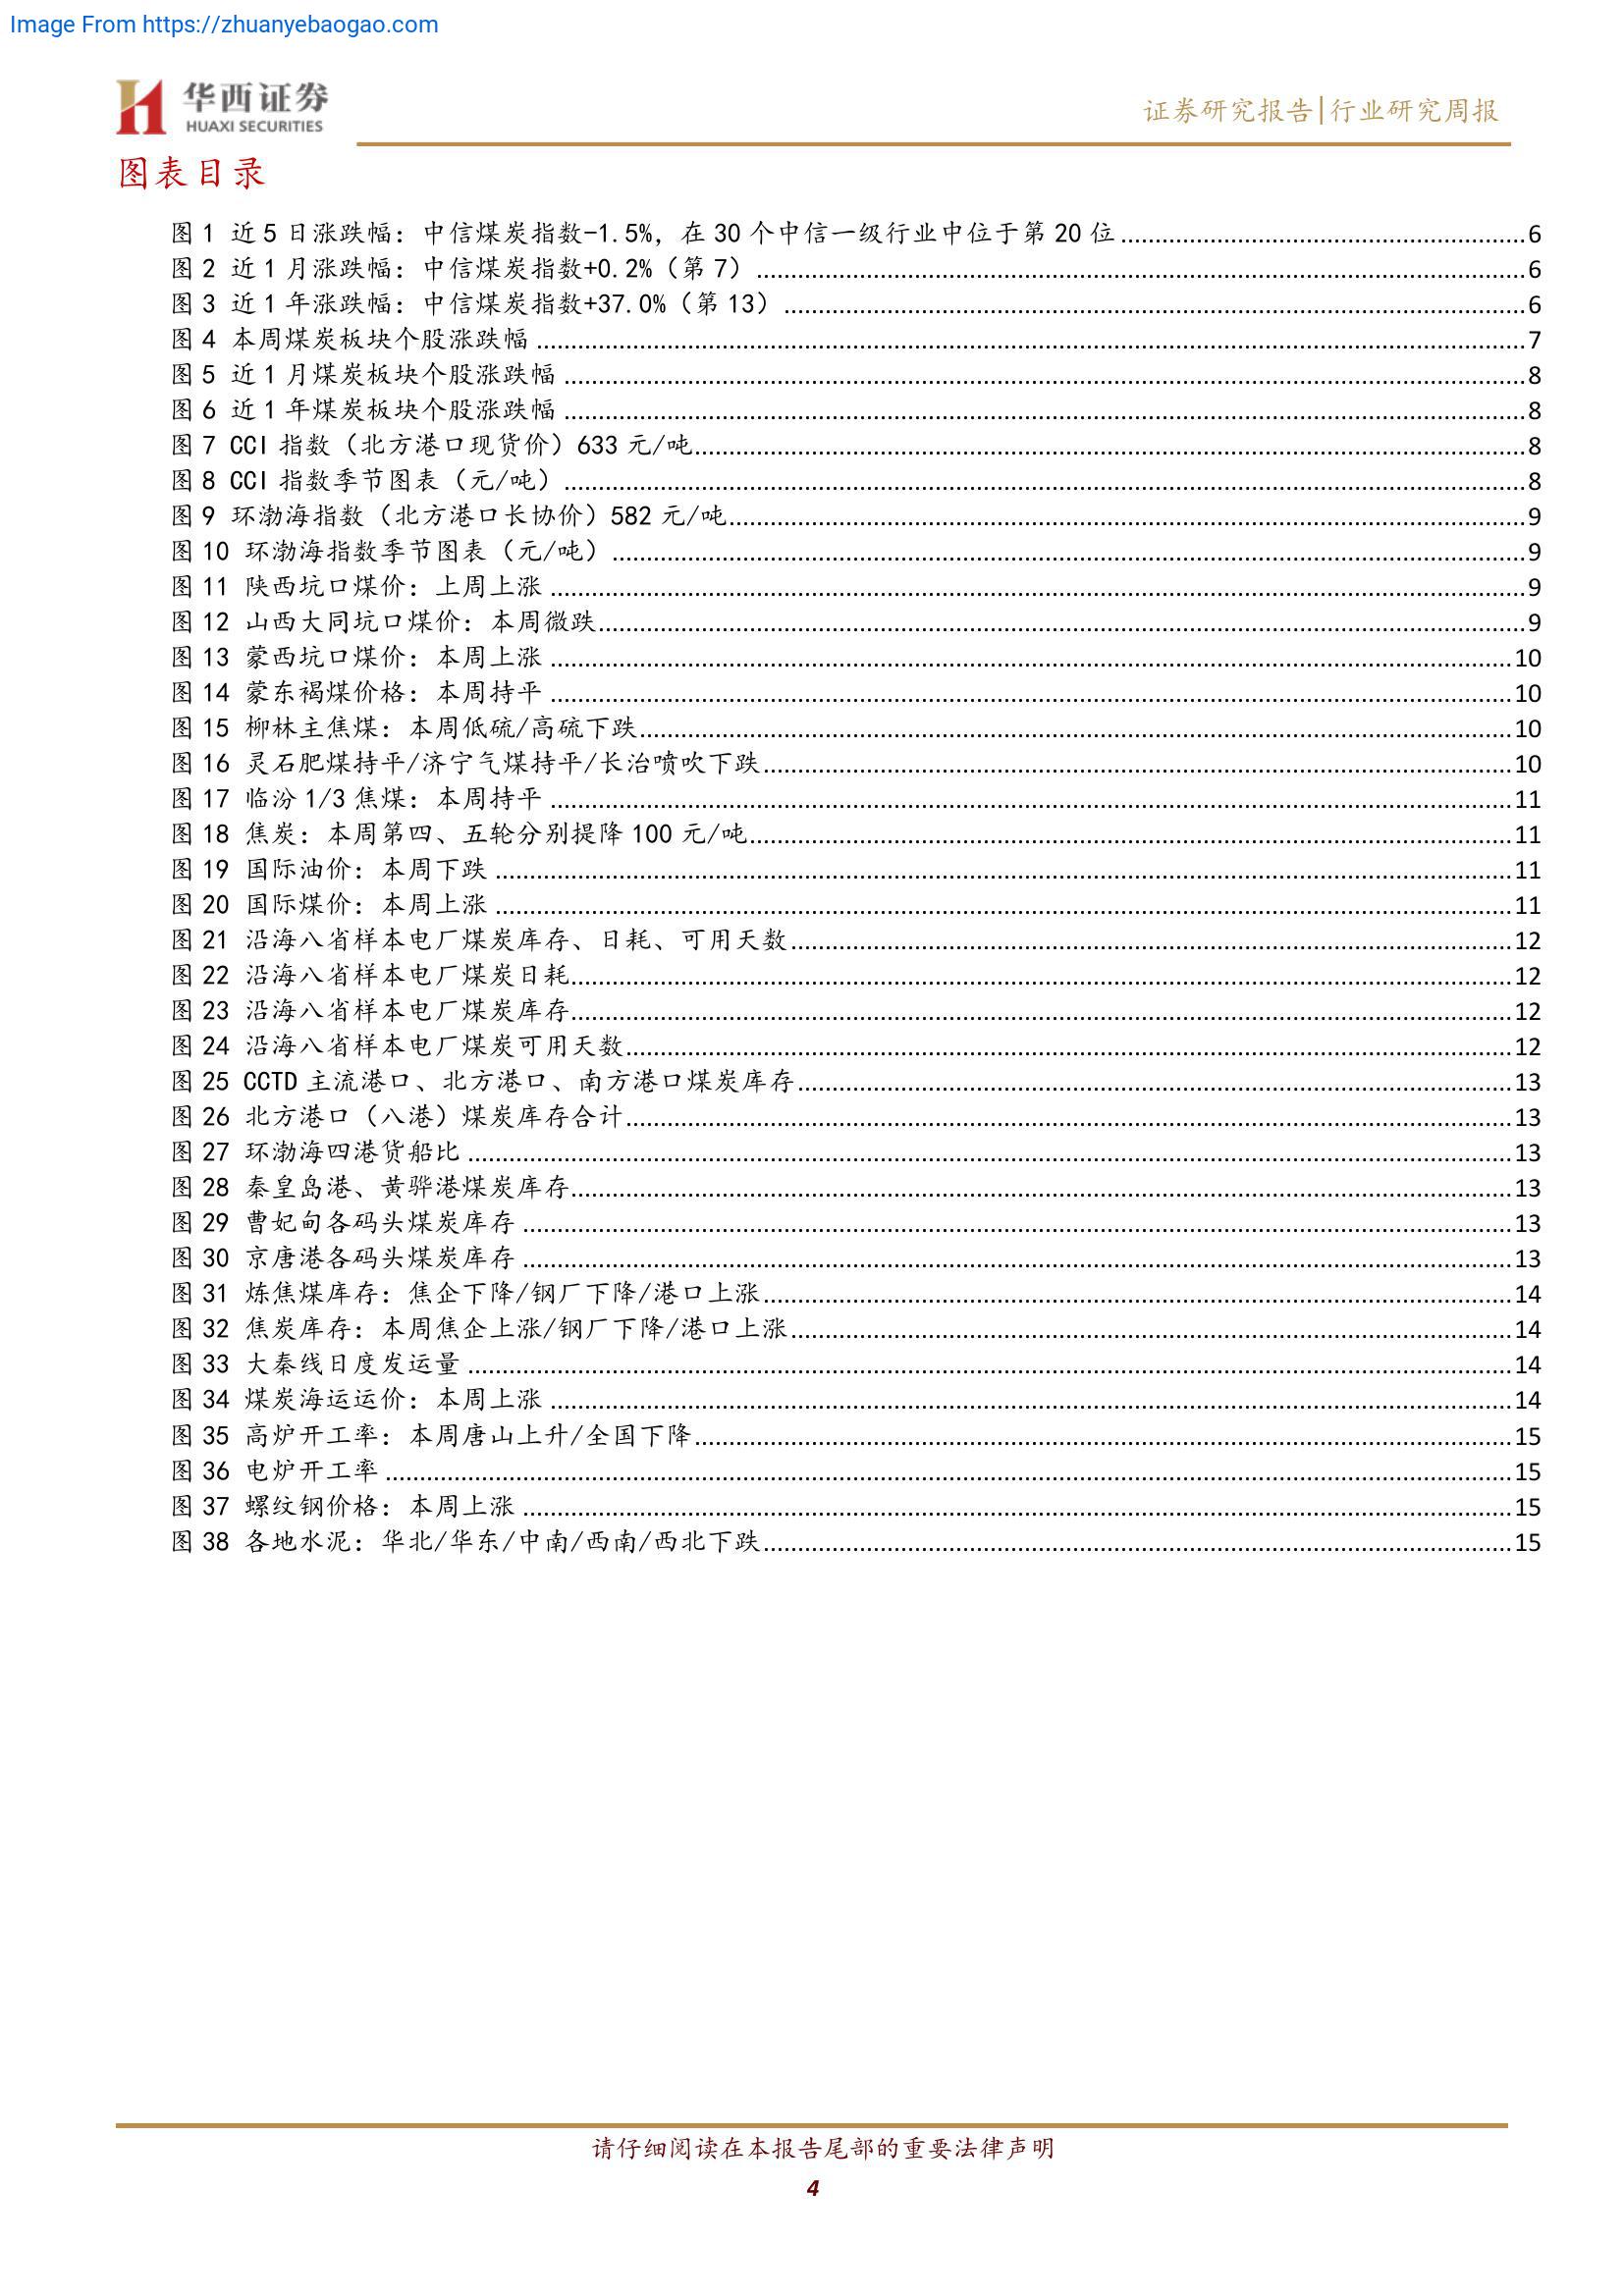 Image From https://zhuanyebaogao.com
华西证券
HUAXI SECURITIES
证券研究报告|行业研究周报
图表目录
图 1 近 5 日涨跌幅：中信煤炭指数-1.5%，在 30 个中信一级行业中位于第 20 位 6
图 2 近 1 月涨跌幅：中信煤炭指数+0.2%（第 7） 6
图 3 近 1 年涨跌幅：中信煤炭指数+37.0%（第 13） 6
图 4 本周煤炭板块个股涨跌幅 7
图 5 近 1 月煤炭板块个股涨跌幅 8
图 6 近 1 年煤炭板块个股涨跌幅 8
图 7 CCI 指数（北方港口现货价）633 元/吨 8
图 8 CCI 指数季节图表（元/吨） 8
图 9 环渤海指数（北方港口长协价）582 元/吨 9
图 10 环渤海指数季节图表（元/吨） 9
图 11 陕西坑口煤价：上周上涨 9
图 12 山西大同坑口煤价：本周微跌 9
图 13 蒙西坑口煤价：本周上涨 10
图 14 蒙东褐煤价格：本周持平 10
图 15 柳林主焦煤：本周低硫/高硫下跌 10
图 16 灵石肥煤持平/济宁气煤持平/长治喷吹下跌 10
图 17 临汾 1/3 焦煤：本周持平 11
图 18 焦炭：本周第四、五轮分别提降 100 元/吨 11
图 19 国际油价：本周下跌 11
图 20 国际煤价：本周上涨 11
图 21 沿海八省样本电厂煤炭库存、日耗、可用天数 12
图 22 沿海八省样本电厂煤炭日耗 12
图 23 沿海八省样本电厂煤炭库存 12
图 24 沿海八省样本电厂煤炭可用天数 12
图 25 CCTD 主流港口、北方港口、南方港口煤炭库存 13
图 26 北方港口（八港）煤炭库存合计 13
图 27 环渤海四港货船比 13
图 28 秦皇岛港、黄骅港煤炭库存 13
图 29 曹妃甸各码头煤炭库存 13
图 30 京唐港各码头煤炭库存 13
图 31 炼焦煤库存：焦企下降/钢厂下降/港口上涨 14
图 32 焦炭库存：本周焦企上涨/钢厂下降/港口上涨 14
图 33 大秦线日度发运量 14
图 34 煤炭海运运价：本周上涨 14
图 35 高炉开工率：本周唐山上升/全国下降 15
图 36 电炉开工率 15
图 37 螺纹钢价格：本周上涨 15
图 38 各地水泥：华北/华东/中南/西南/西北下跌 15
请仔细阅读在本报告尾部的重要法律声明
4